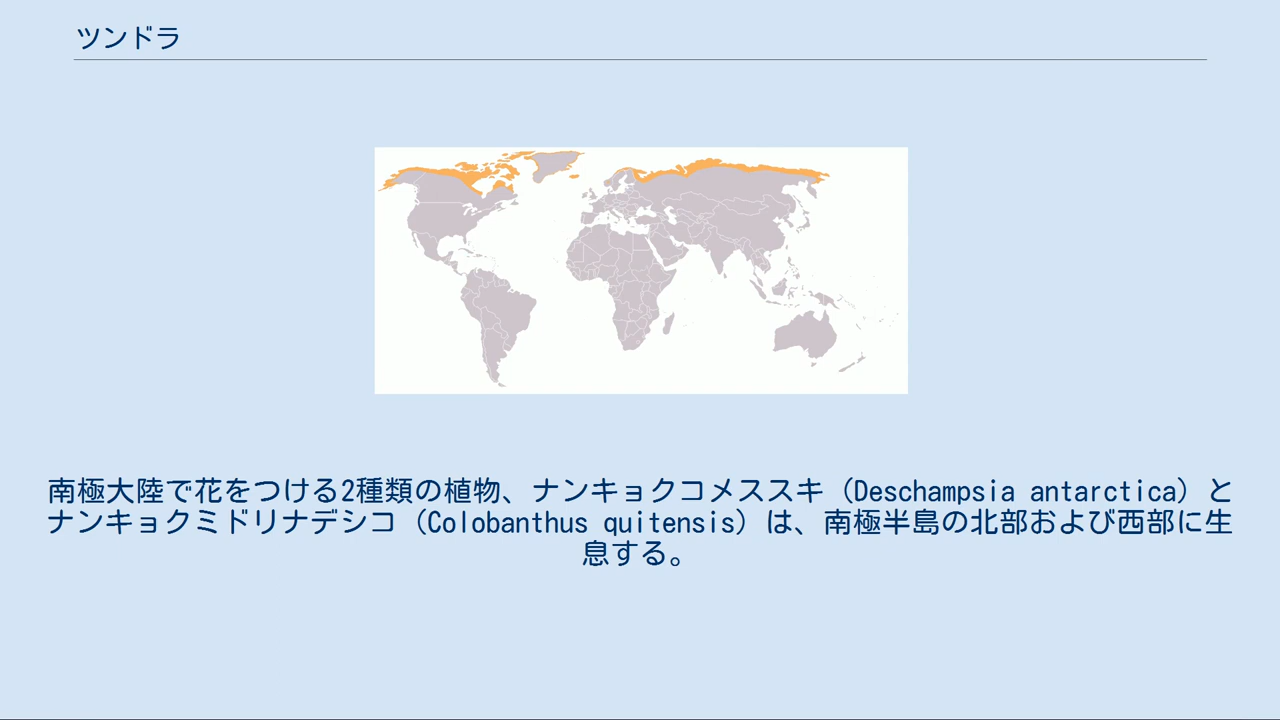 ツンドラ
南極大陸で花をつける2種類の植物、ナンキョクコメススキ（Deschampsia antarctica）と
ナンキョクミドリナデシコ（Colobanthus quitensis）は、南極半島の北部および西部に生
息する。